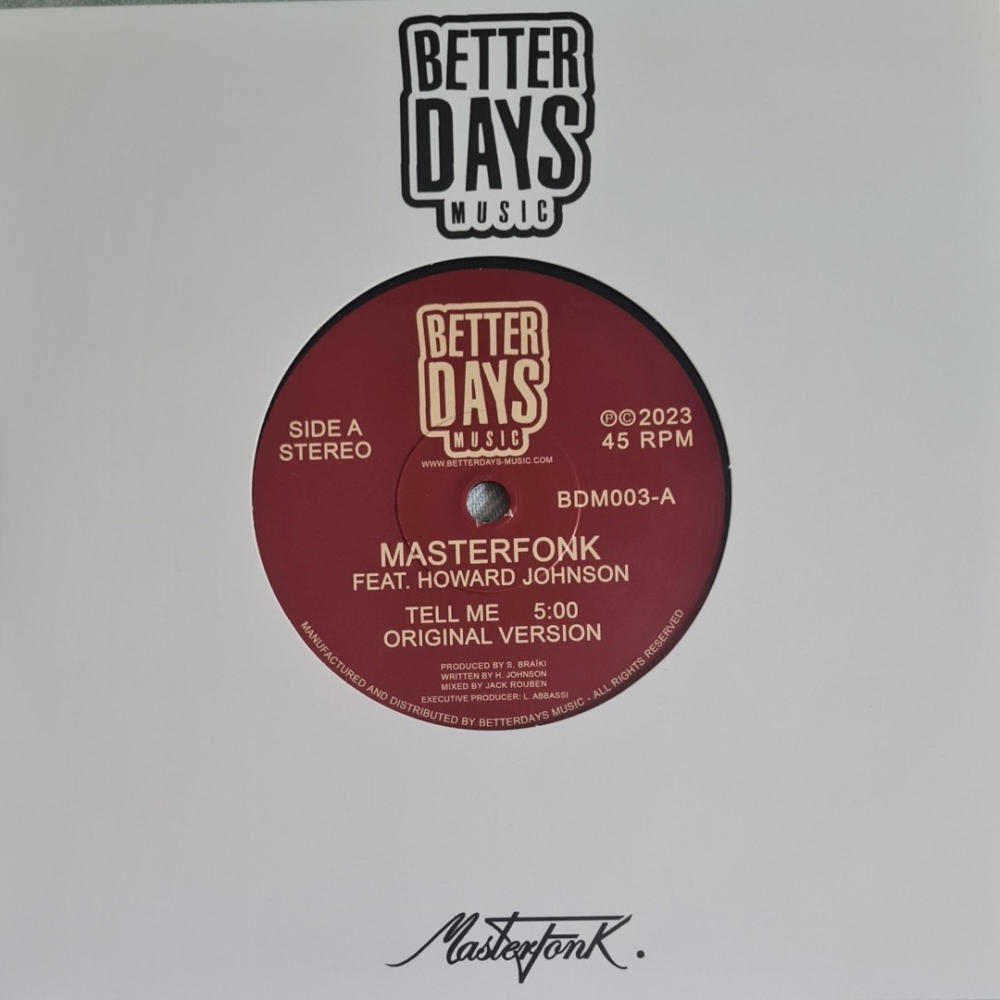 BETTER
DAYS
MUSIC
BETTER
DAYS
MUSIC
WWW.BETTERDAYS-MUSIC.COM
SIDE A
STEREO
℗©2023
45 RPM
BDM003-A
MASTERFONK
FEAT. HOWARD JOHNSON
TELL ME 5:00
ORIGINAL VERSION
PRODUCED BY S. BRAÏKI
WRITTEN BY H. JOHNSON
MIXED BY JACK ROUBEN
EXECUTIVE PRODUCER: L. ABBASSI
MANUFACTURED AND DISTRIBUTED BY BETTERDAYS MUSIC - ALL RIGHTS RESERVED
MasterfonK.